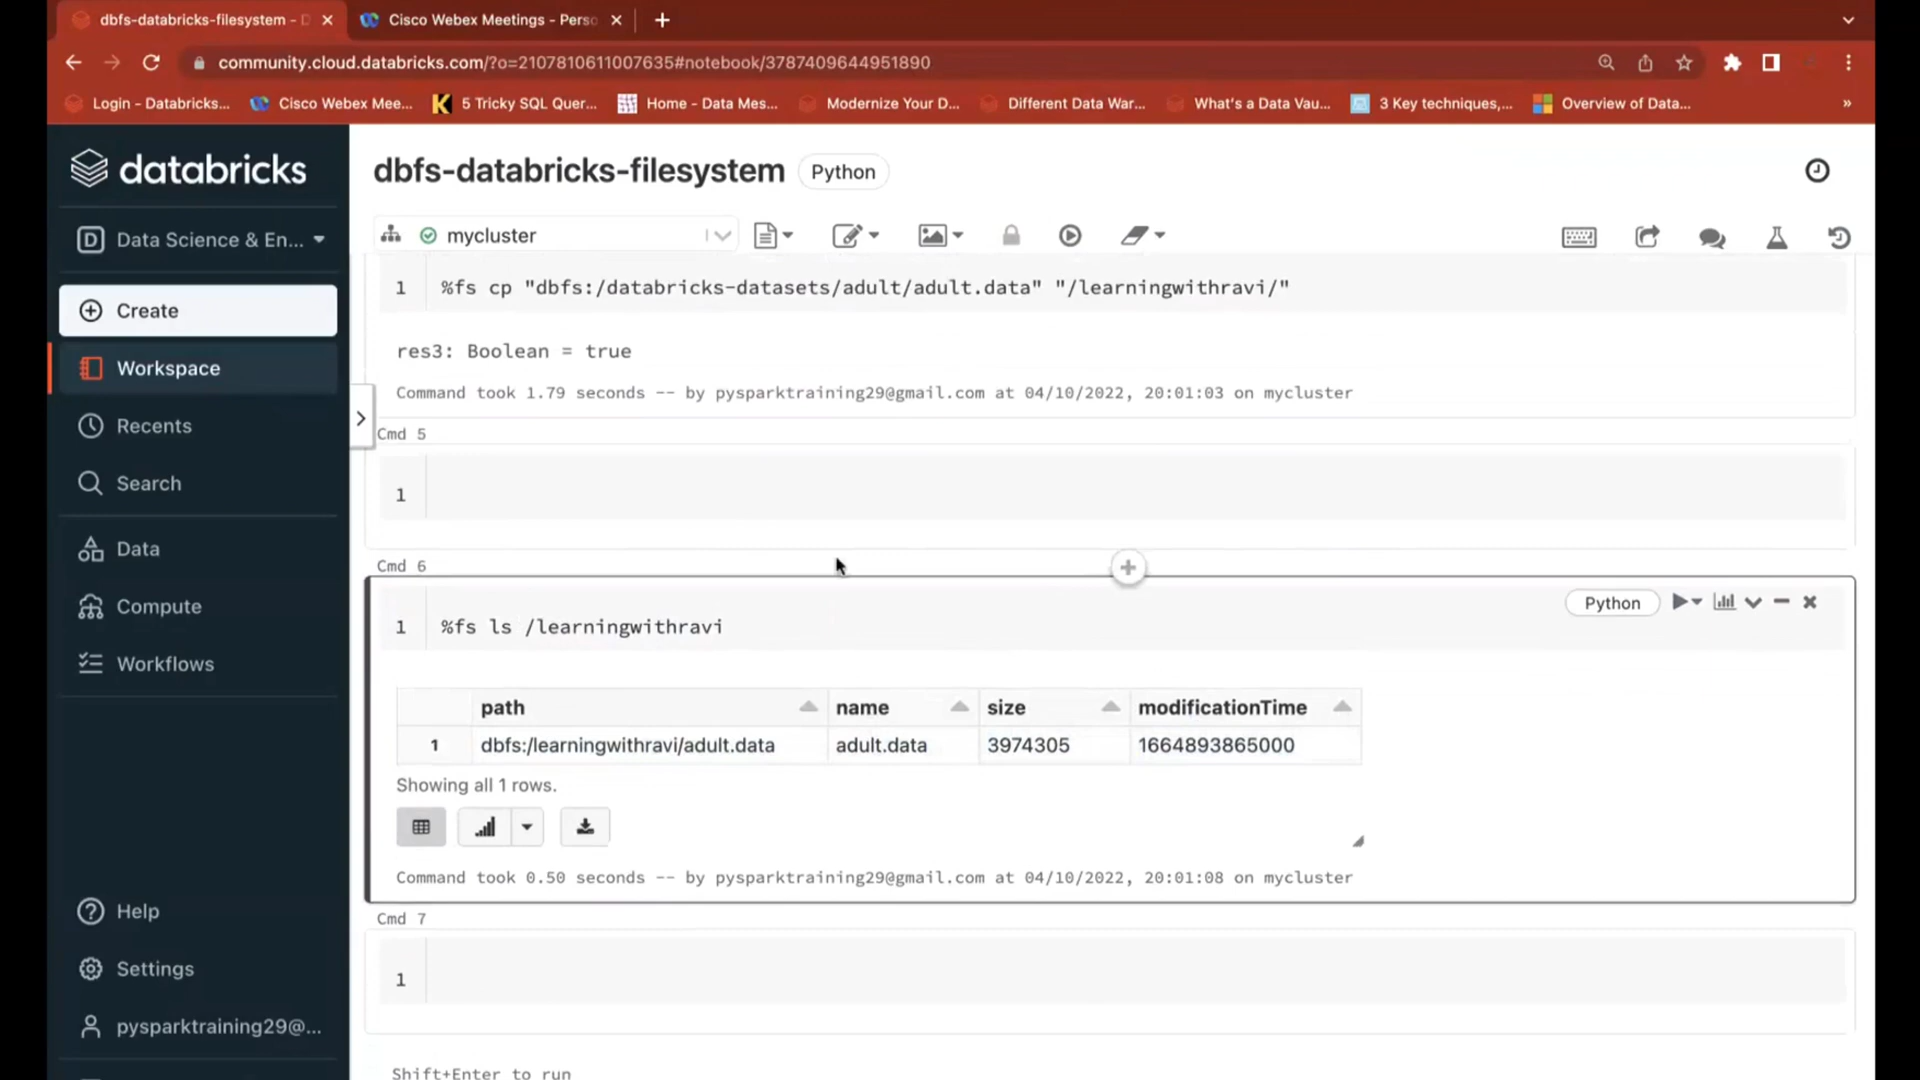 dbfs-databricks-filesystem - D
Cisco Webex Meetings - Perso
community.cloud.databricks.com/?o=2107810611007635#notebook/3787409644951890
Login - Databricks...
Cisco Webex Mee...
5 Tricky SQL Quer...
Home - Data Mes...
Modernize Your D...
Different Data War...
What's a Data Vau...
3 Key techniques,...
Overview of Data...
»
databricks
dbfs-databricks-filesystem
Python
D
Data Science & En...
mycluster
Create
Workspace
Recents
Search
Data
Compute
Workflows
Help
Settings
pysparktraining29@...
1 %fs cp "dbfs:/databricks-datasets/adult/adult.data" "/learningwithravi/"
res3: Boolean = true
Command took 1.79 seconds -- by pysparktraining29@gmail.com at 04/10/2022, 20:01:03 on mycluster
Cmd 5
1
Cmd 6
Python
1 %fs ls /learningwithravi
path name size modificationTime
1 dbfs:/learningwithravi/adult.data adult.data 3974305 1664893865000
Showing all 1 rows.
Command took 0.50 seconds -- by pysparktraining29@gmail.com at 04/10/2022, 20:01:08 on mycluster
Cmd 7
1
Shift+Enter to run